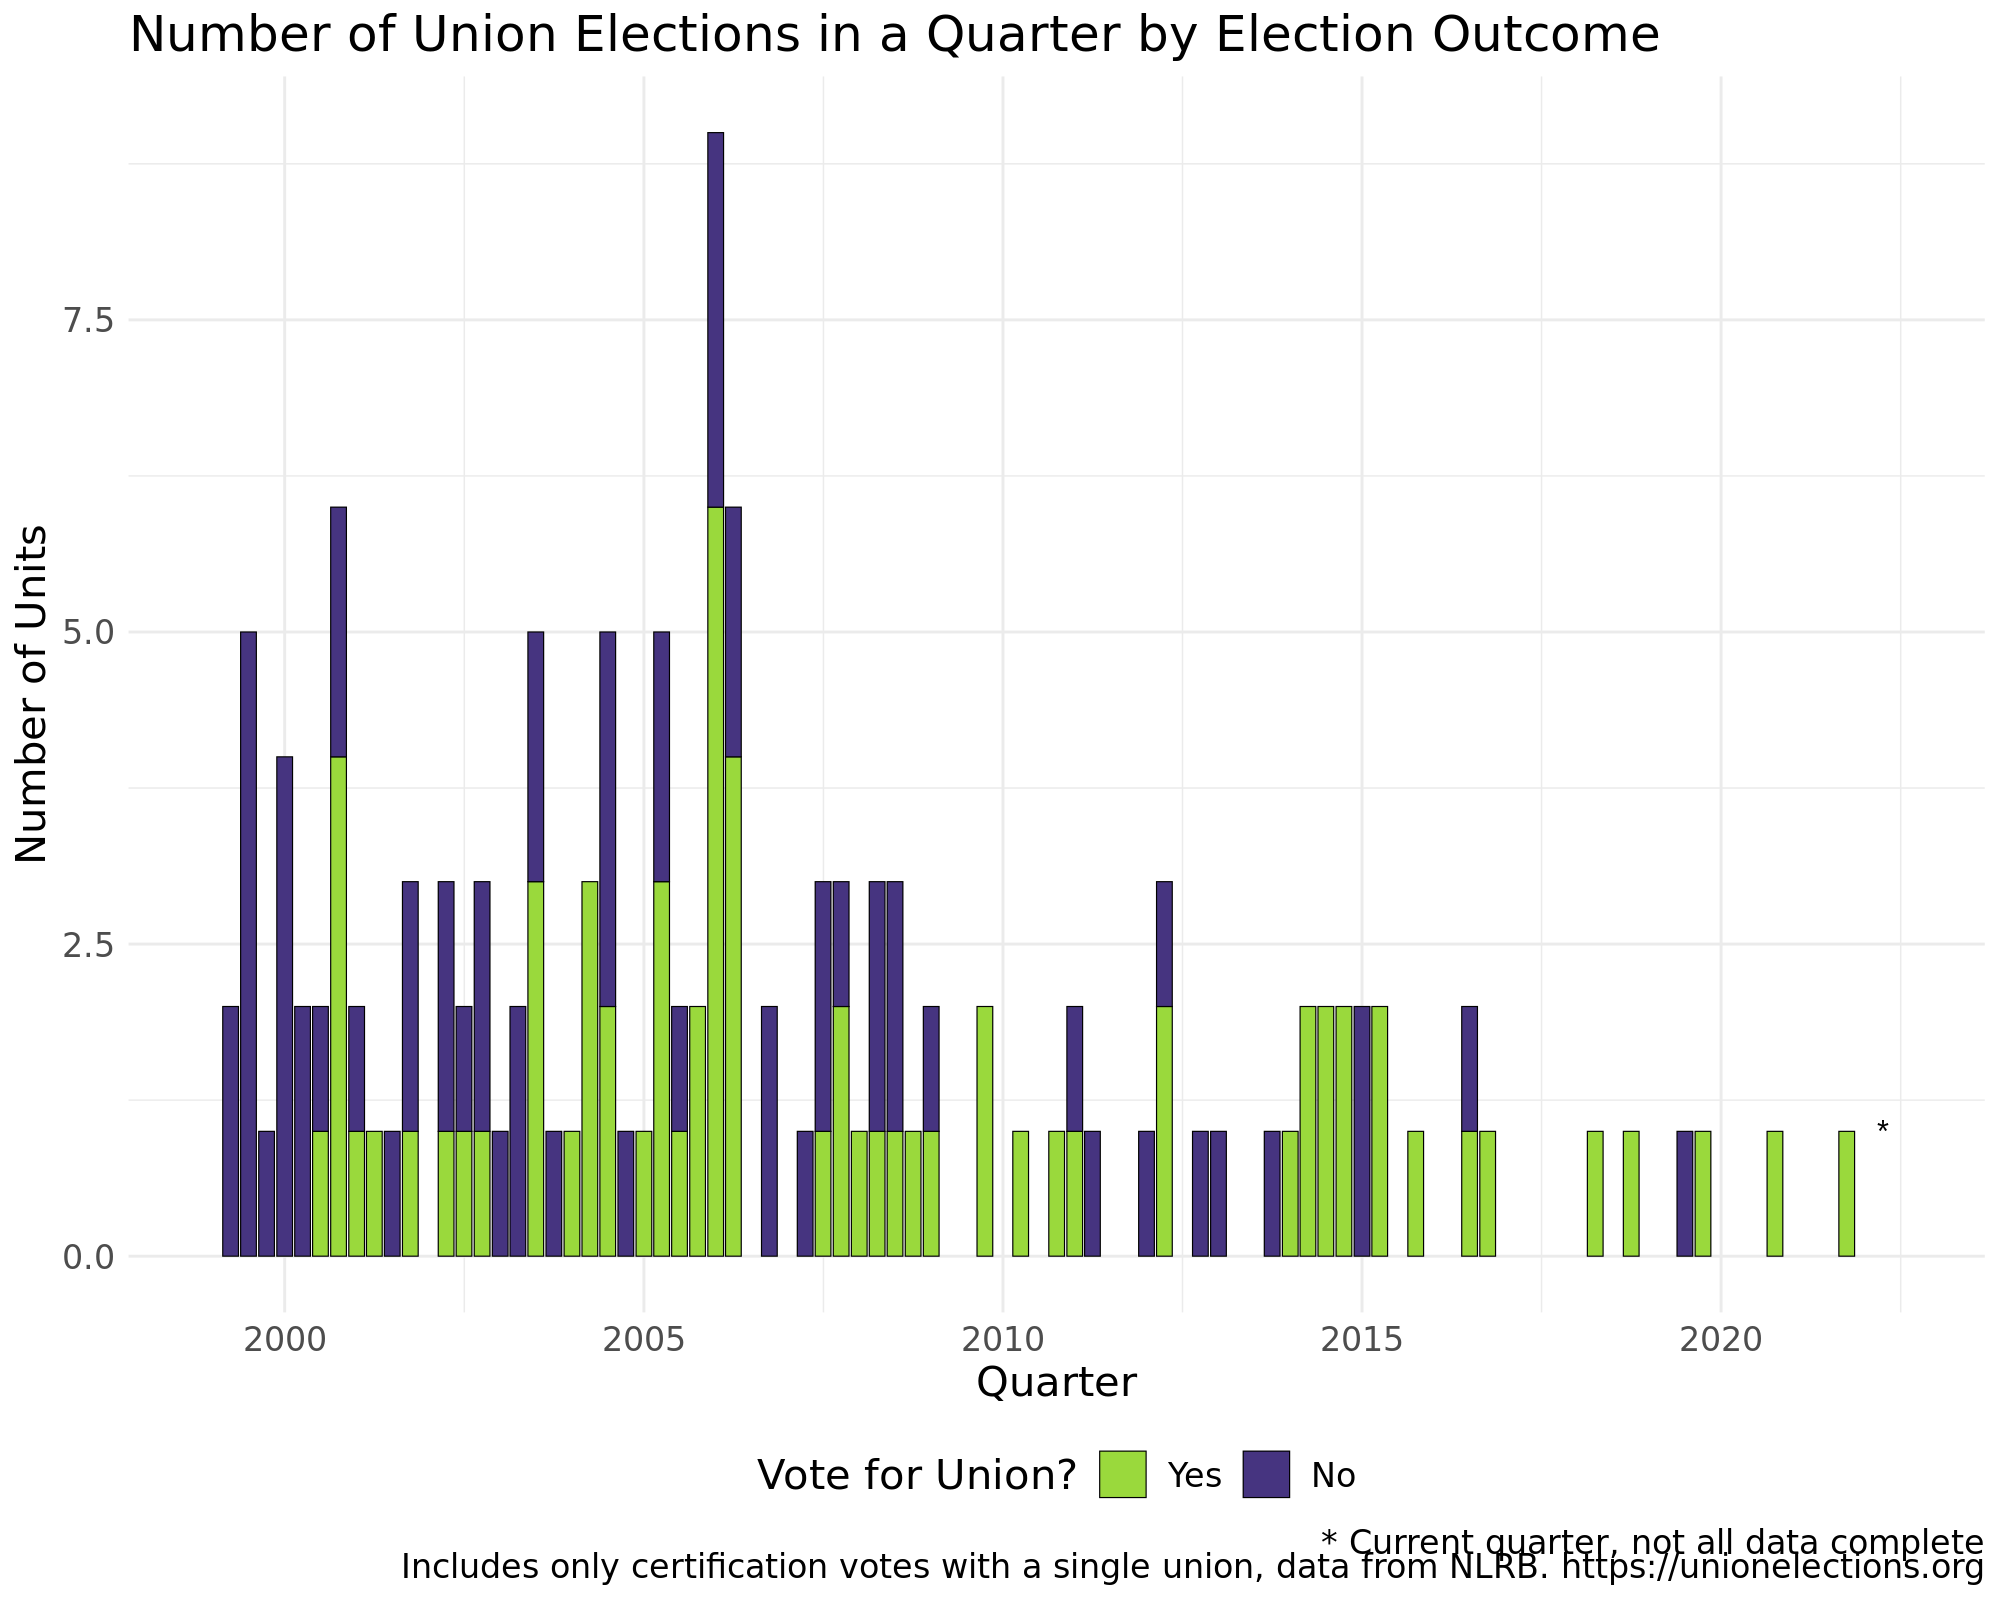 Number of Union Elections in a Quarter by Election Outcome
Number of Units
7.5
5.0
2.5
0.0
*
2000 2005 2010 2015 2020
Quarter
Vote for Union? Yes No
* Current quarter, not all data complete
Includes only certification votes with a single union, data from NLRB. https://unionelections.org